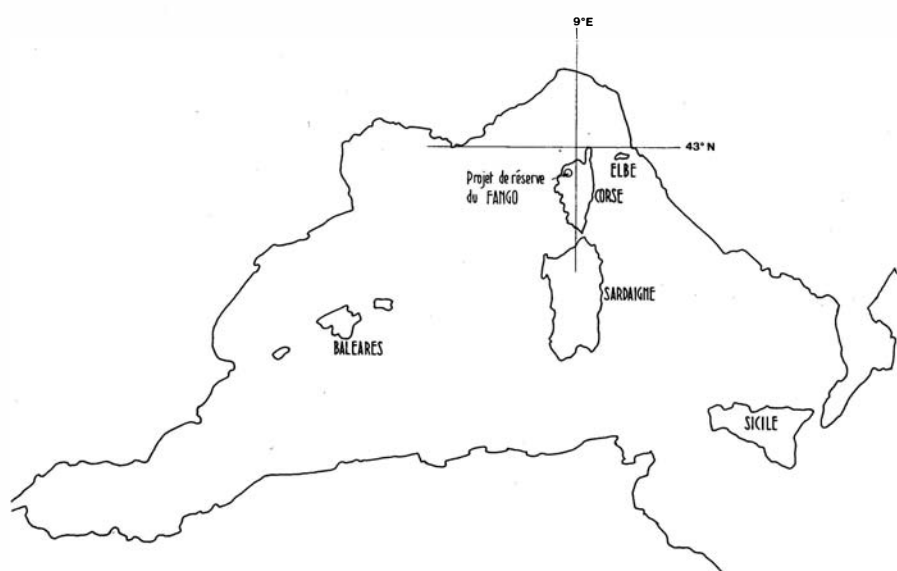 9°E
43° N
ELBE
Projet de réserve
du FANGO
CORSE
SARDAIGNE
BALEARES
SICILE